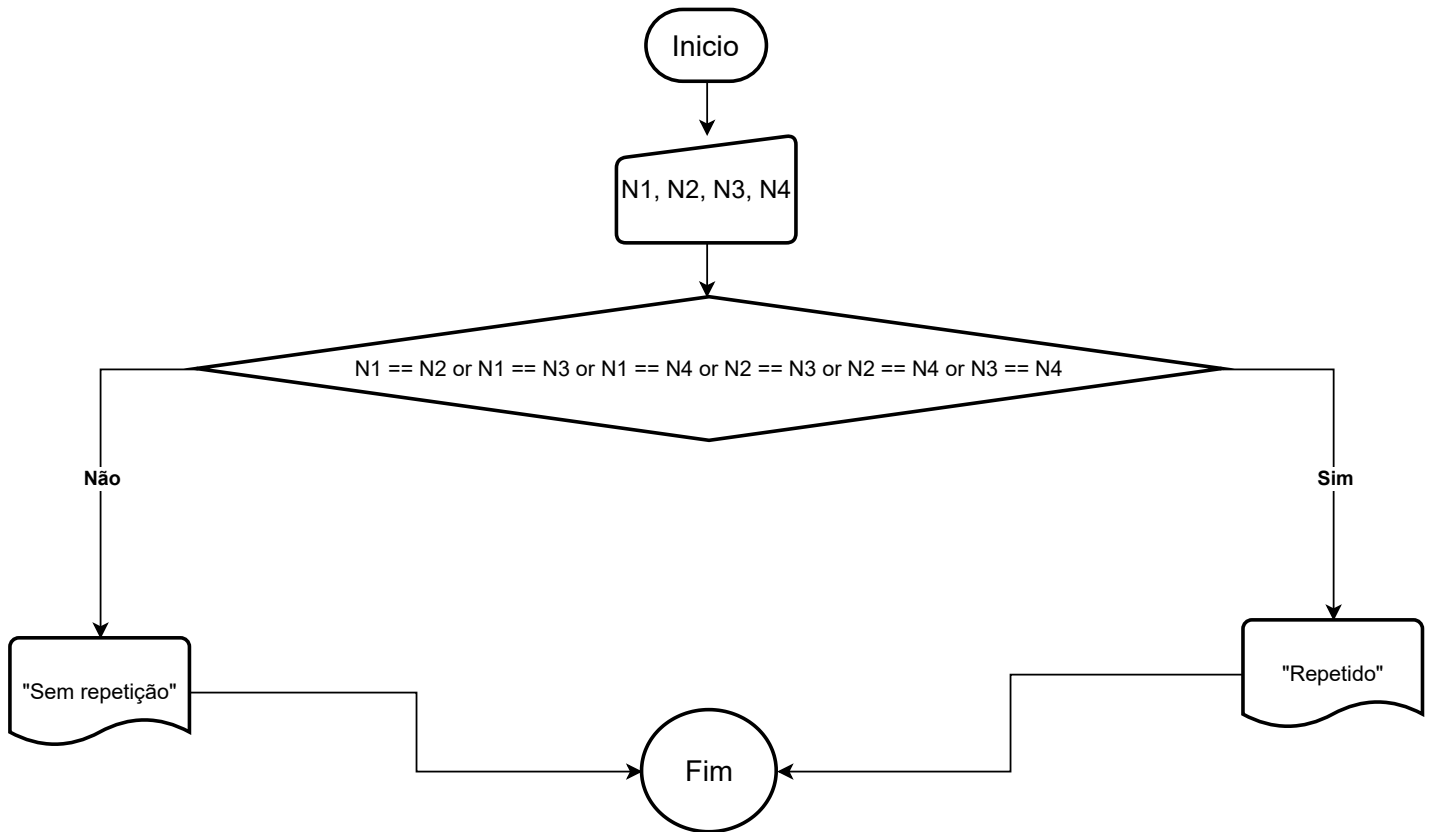 Inicio
N1, N2, N3, N4
N1 == N2 or N1 == N3 or N1 == N4 or N2 == N3 or N2 == N4 or N3 == N4
Não
Sim
"Sem repetição"
"Repetido"
Fim